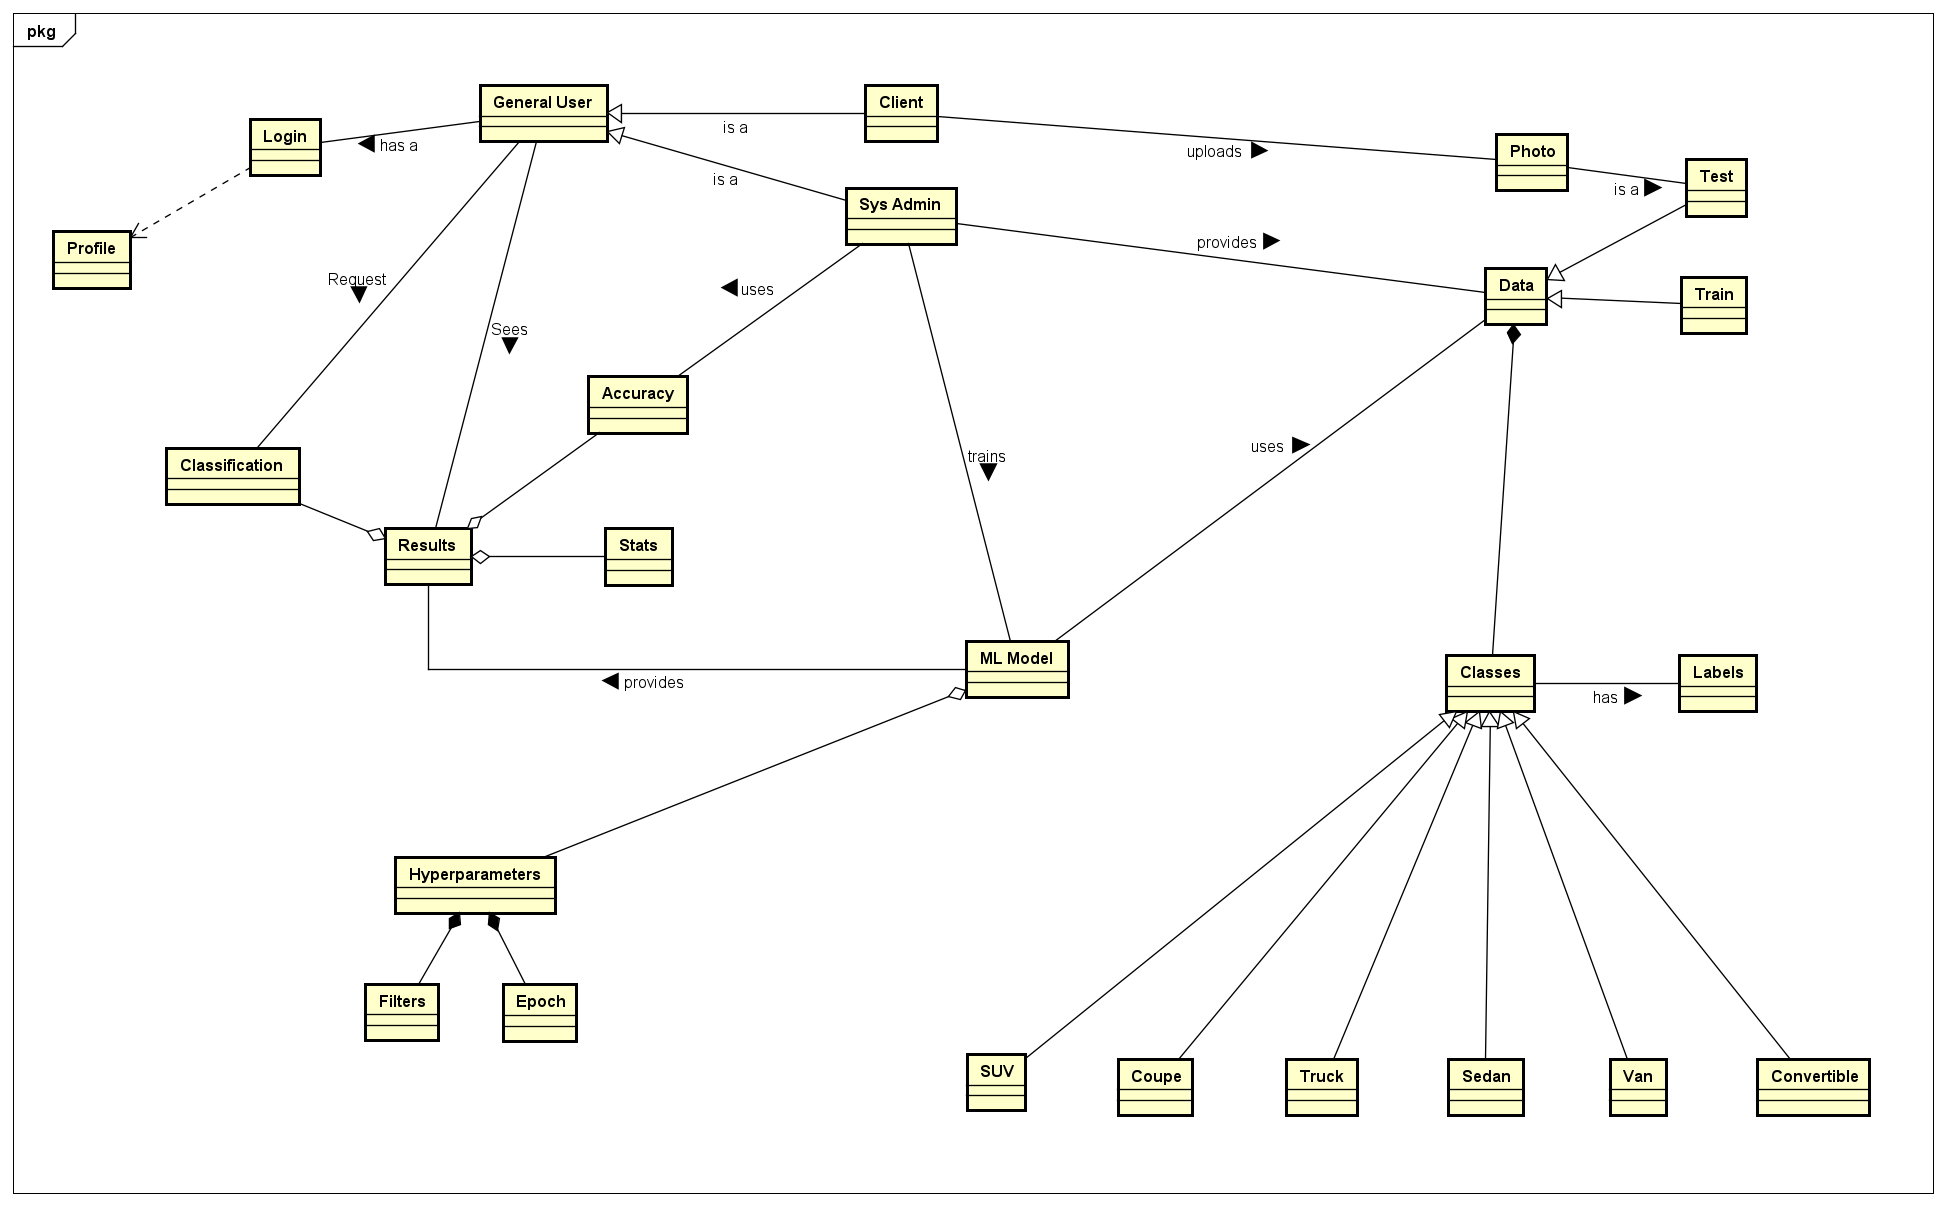 pkg
General User
Client
Login
has a
is a
uploads
Photo
is a
Test
is a
Sys Admin
Profile
provides
Request
uses
Data
Train
Sees
Accuracy
uses
trains
Classification
Results
Stats
ML Model
provides
Classes
has
Labels
Hyperparameters
Filters
Epoch
SUV
Coupe
Truck
Sedan
Van
Convertible